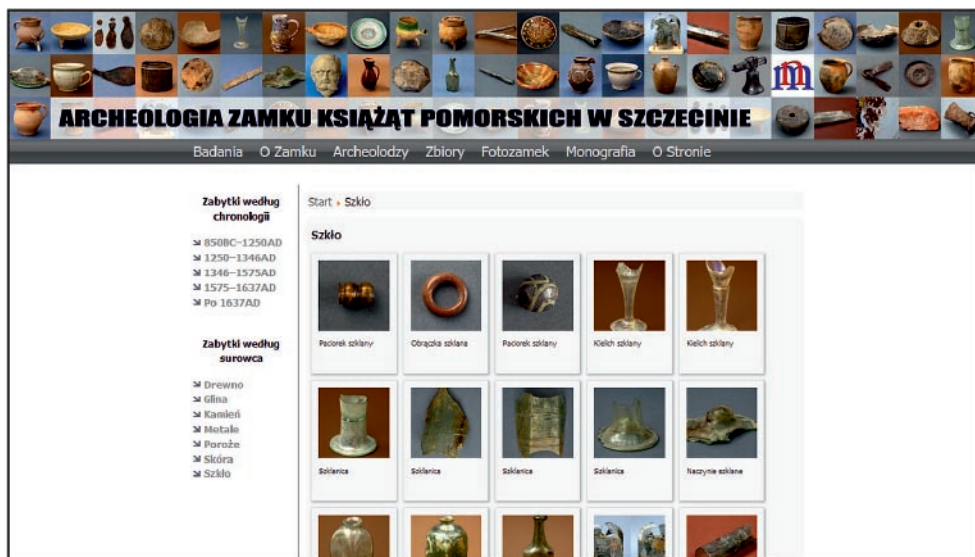 ARCHEOLOGIA ZAMKU KSIĄŻĄT POMORSKICH W SZCZECINIE
Badania O Zamku Archeolodzy Zbiory Fotozamek Monografia O Stronie
Zabytki według
chronologii
850BC–1250AD
1250–1346AD
1346–1575AD
1575–1637AD
Po 1637AD
Zabytki według
surowca
Drewno
Glina
Kamień
Metale
Poroże
Skóra
Szkło
Start Szkło
Szkło
Paciorek szklany
Obrączka szklana
Paciorek szklany
Kielich szklany
Kielich szklany
Szklanica
Szklanica
Szklanica
Szklanica
Naczynie szklane